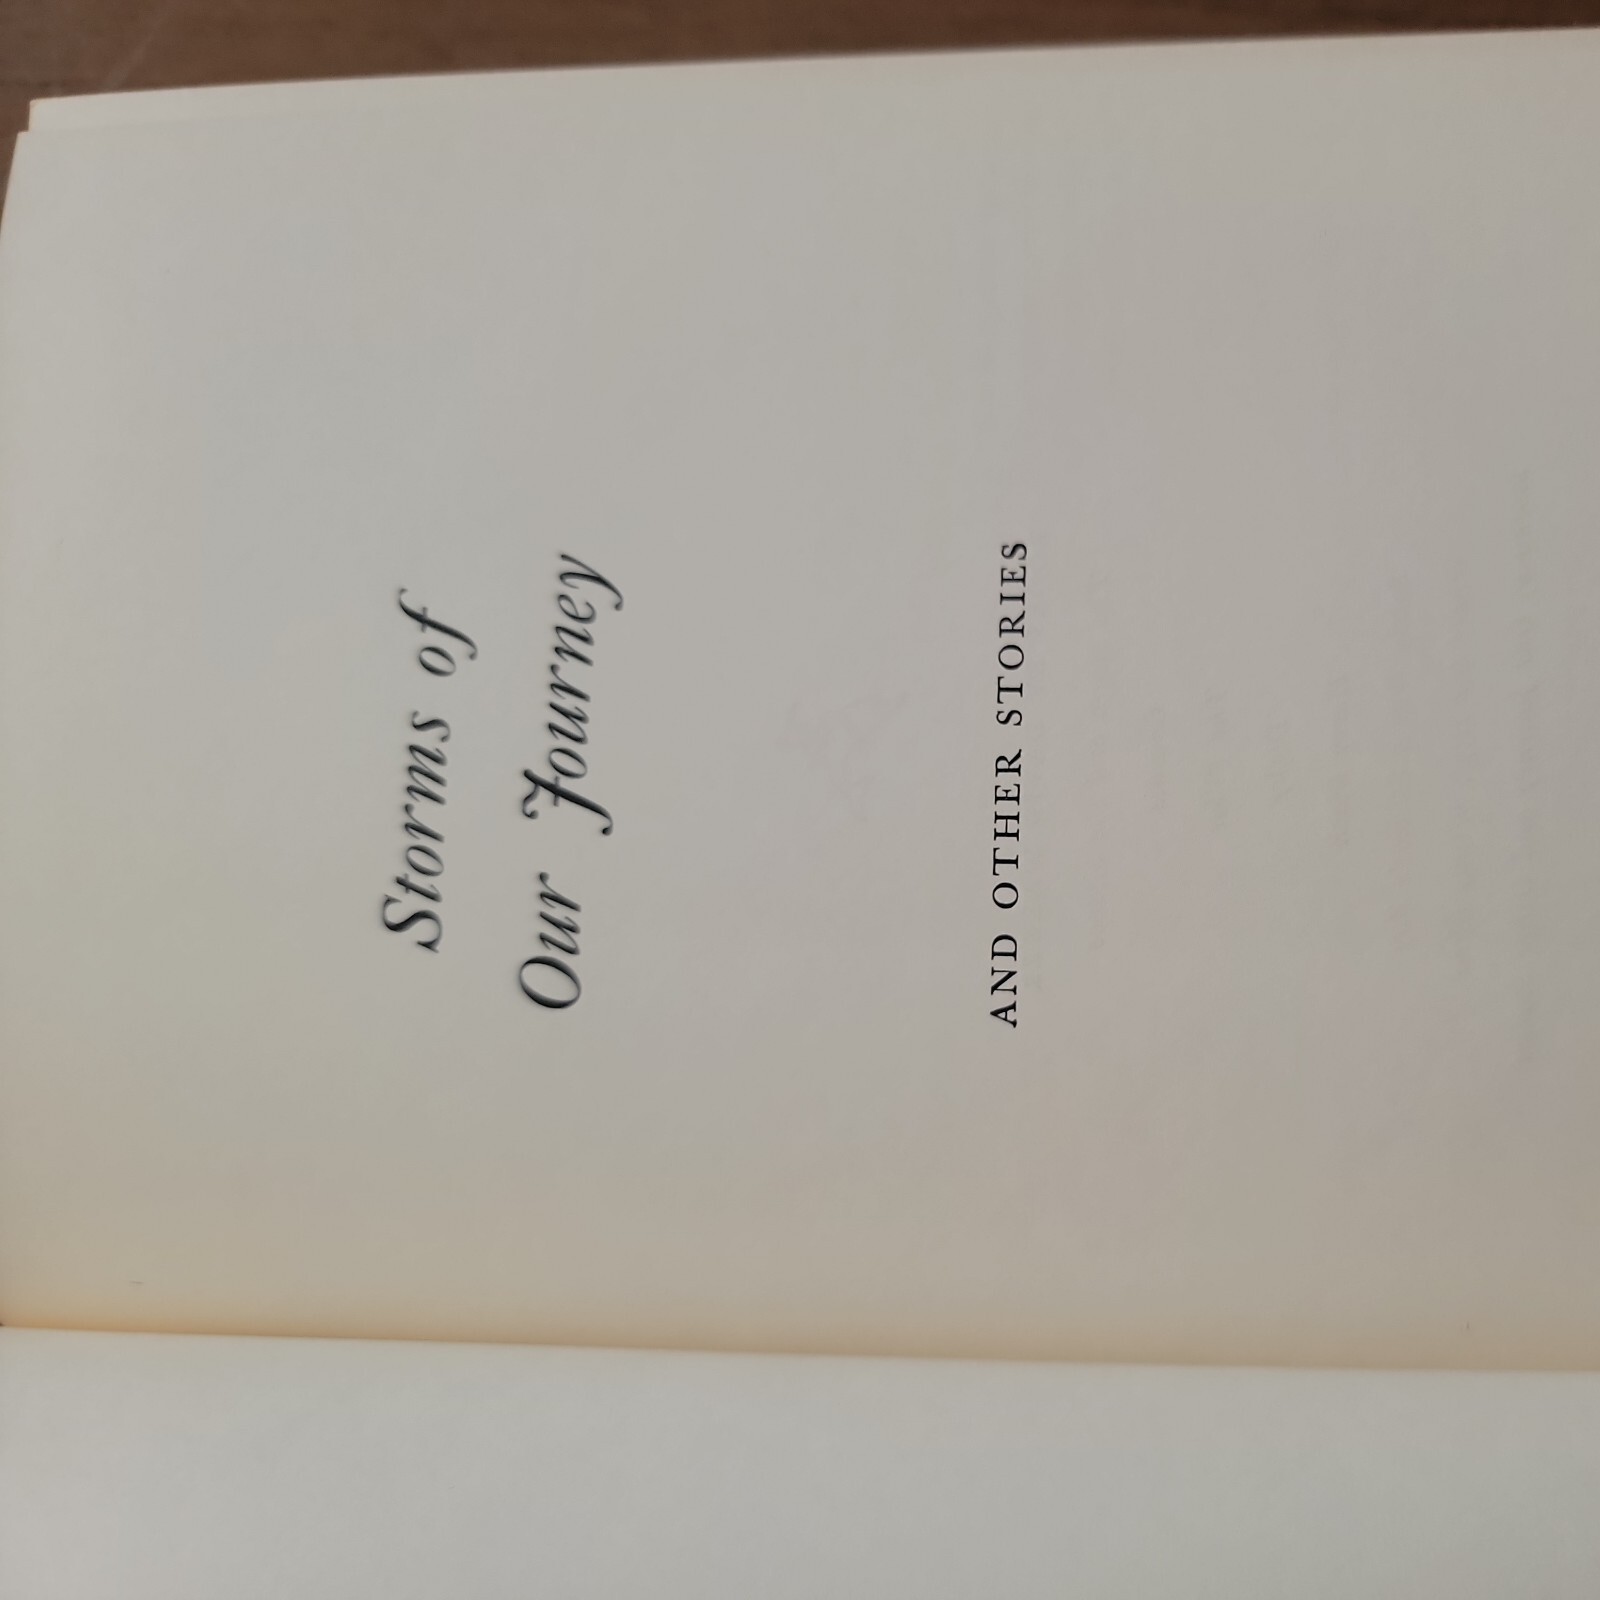 Storms of
Our Journey
AND OTHER STORIES